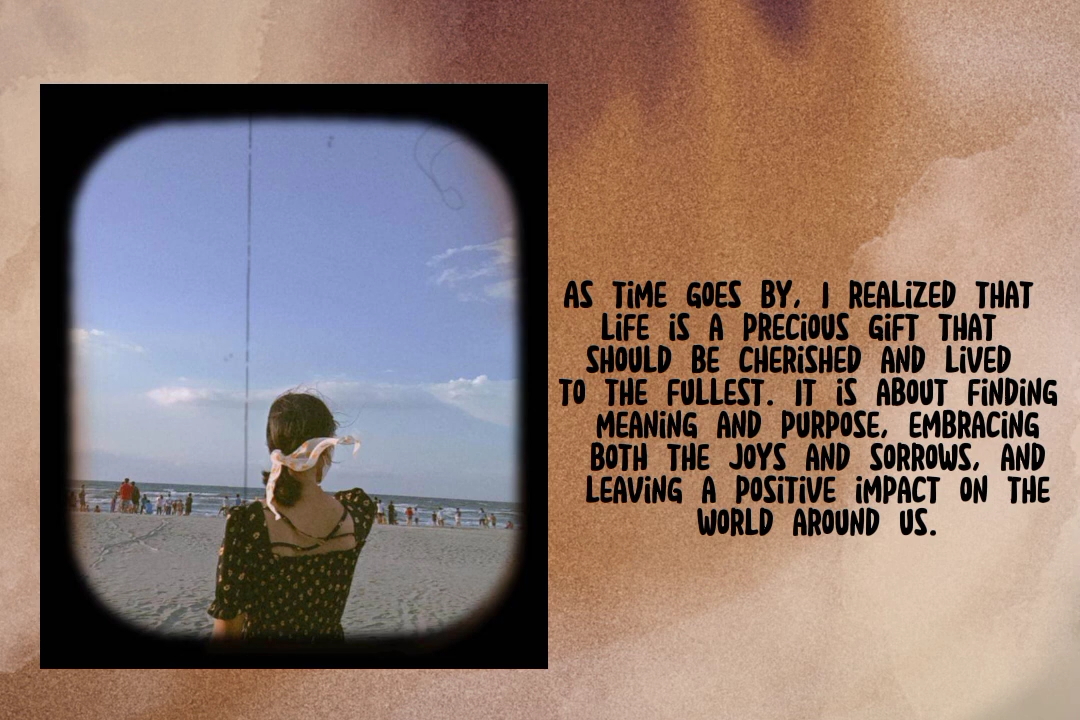 AS TIME GOES BY, I REALIZED THAT
LIFE IS A PRECIOUS GIFT THAT
SHOULD BE CHERISHED AND LIVED
TO THE FULLEST. IT IS ABOUT FINDING
MEANING AND PURPOSE, EMBRACING
BOTH THE JOYS AND SORROWS, AND
LEAVING A POSITIVE IMPACT ON THE
WORLD AROUND US.